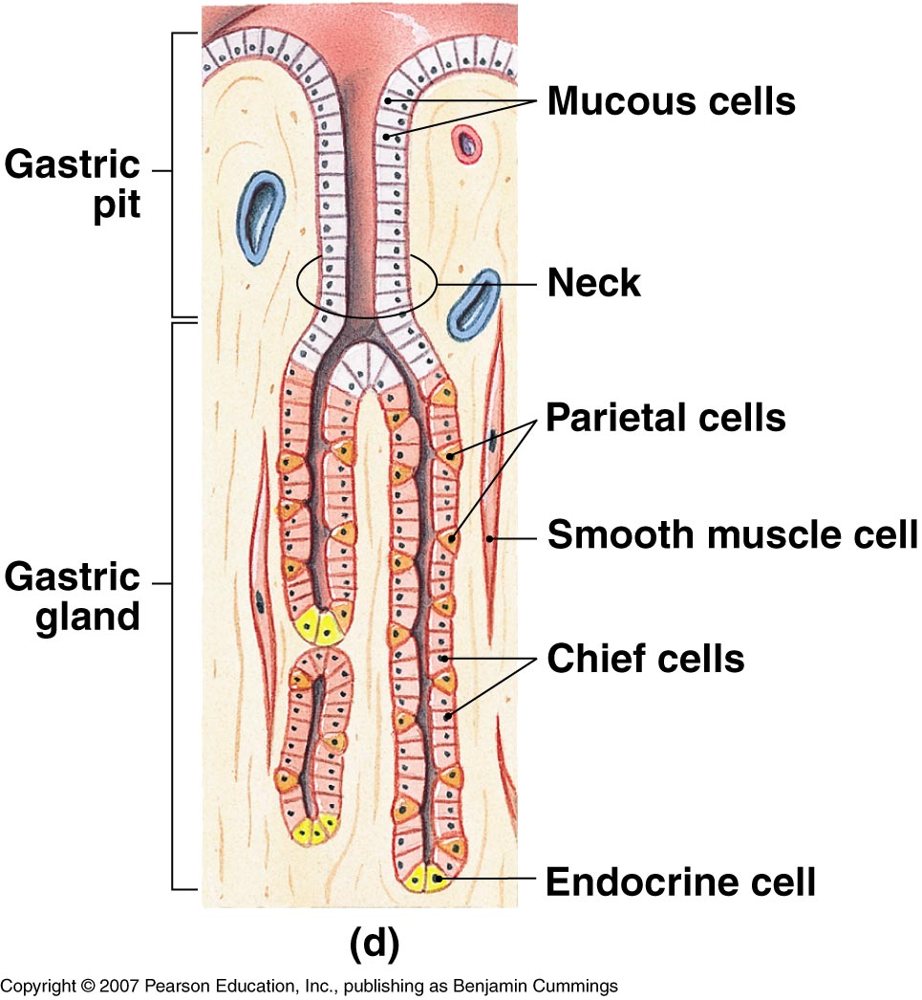 Mucous cells
Gastric
pit
Neck
Parietal cells
Smooth muscle cell
Gastric
gland
Chief cells
Endocrine cell
(d)
Copyright © 2007 Pearson Education, Inc., publishing as Benjamin Cummings